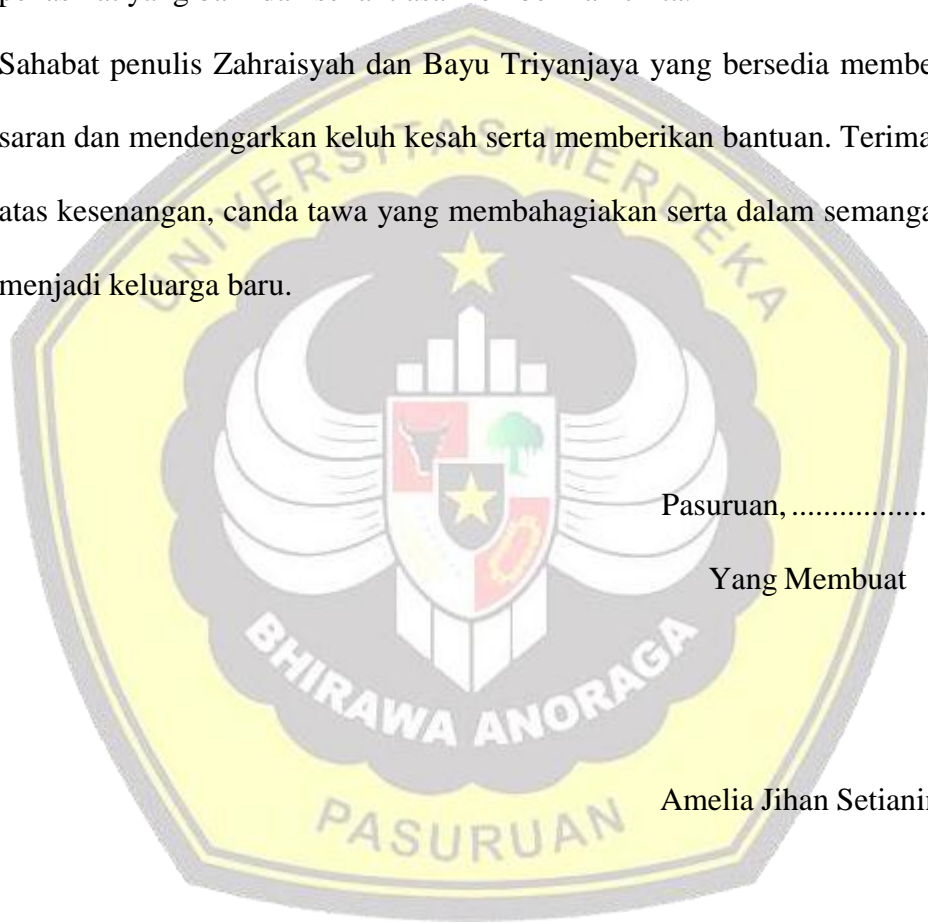 Sahabat penulis Zahraisyah dan Bayu Triyanjaya yang bersedia membe
saran dan mendengarkan keluh kesah serta memberikan bantuan. Terima
atas kesenangan, canda tawa yang membahagiakan serta dalam semanga
menjadi keluarga baru.
UNIVERSITAS MERDEKA
Pasuruan, .................
Yang Membuat
BHIRAWA ANORAGA
Amelia Jihan Setiani
PASURUAN